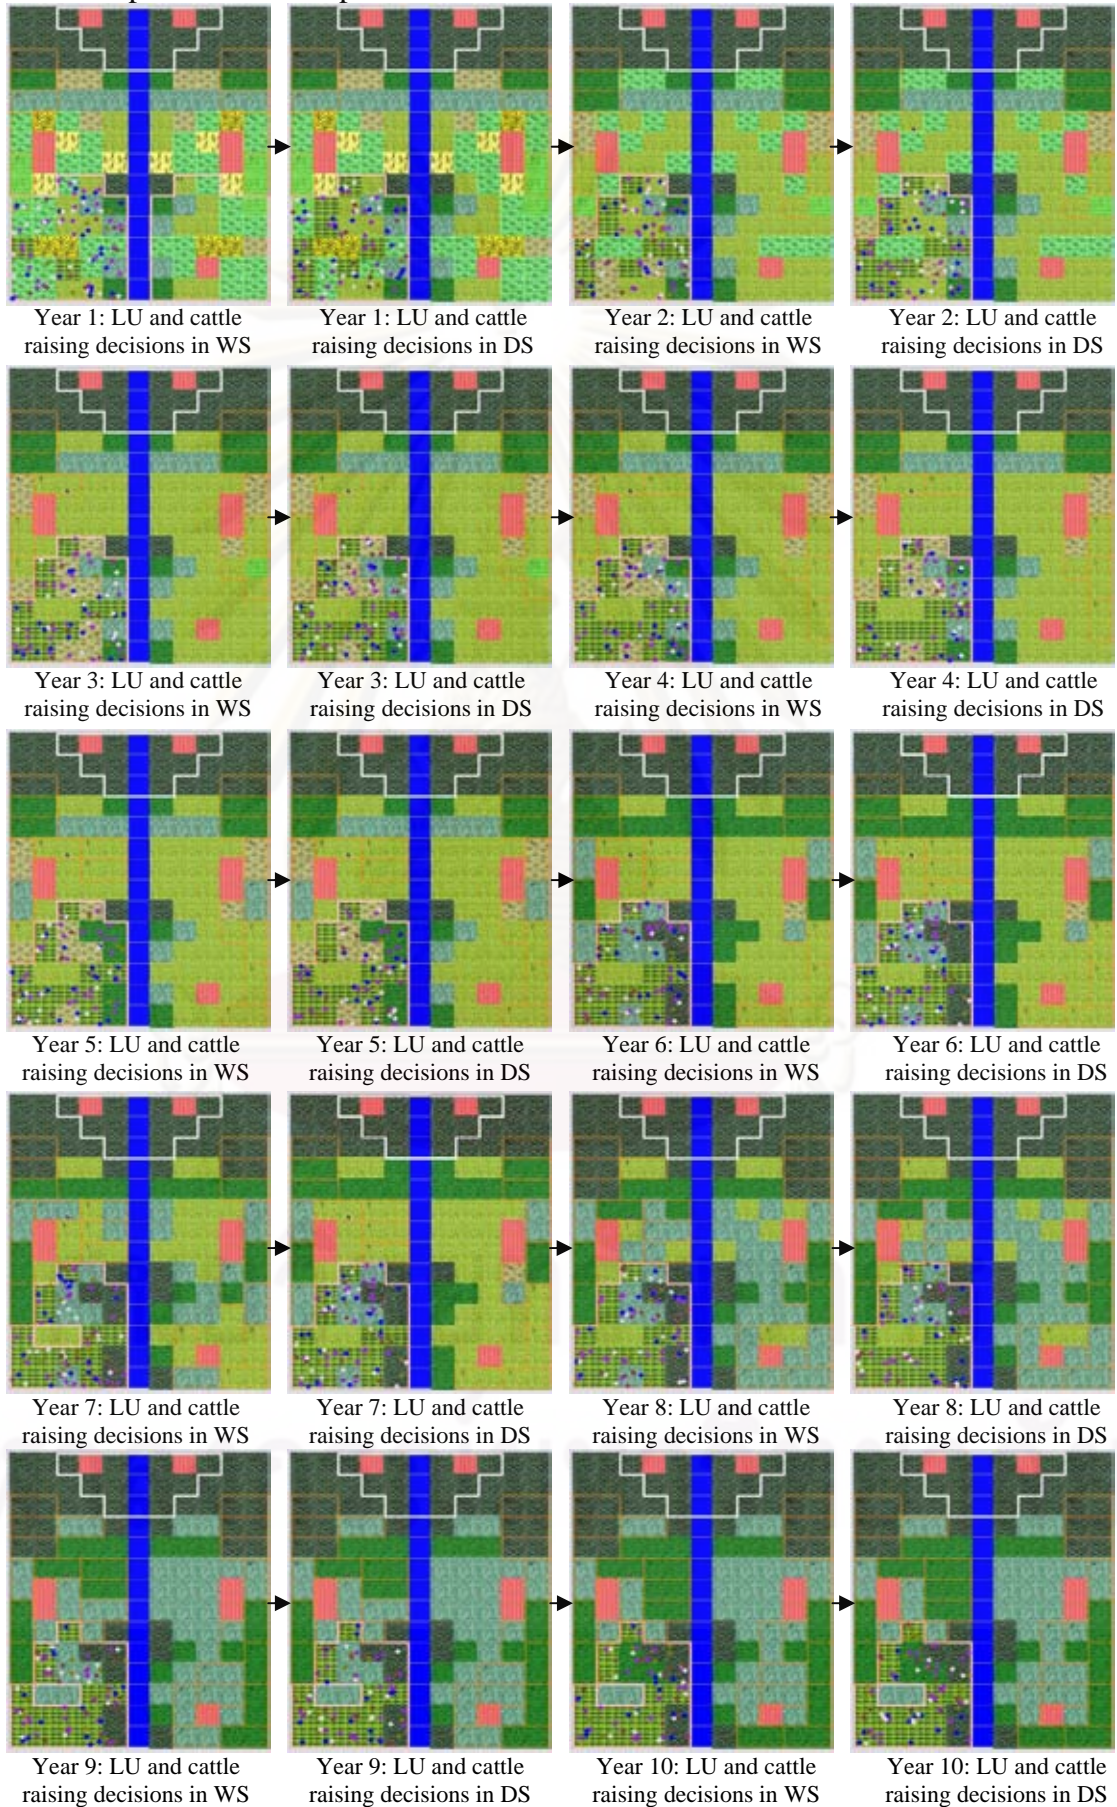 Year 1: LU and cattle
raising decisions in WS
Year 1: LU and cattle
raising decisions in DS
Year 2: LU and cattle
raising decisions in WS
Year 2: LU and cattle
raising decisions in DS
Year 3: LU and cattle
raising decisions in WS
Year 3: LU and cattle
raising decisions in DS
Year 4: LU and cattle
raising decisions in WS
Year 4: LU and cattle
raising decisions in DS
Year 5: LU and cattle
raising decisions in WS
Year 5: LU and cattle
raising decisions in DS
Year 6: LU and cattle
raising decisions in WS
Year 6: LU and cattle
raising decisions in DS
Year 7: LU and cattle
raising decisions in WS
Year 7: LU and cattle
raising decisions in DS
Year 8: LU and cattle
raising decisions in WS
Year 8: LU and cattle
raising decisions in DS
Year 9: LU and cattle
raising decisions in WS
Year 9: LU and cattle
raising decisions in DS
Year 10: LU and cattle
raising decisions in WS
Year 10: LU and cattle
raising decisions in DS